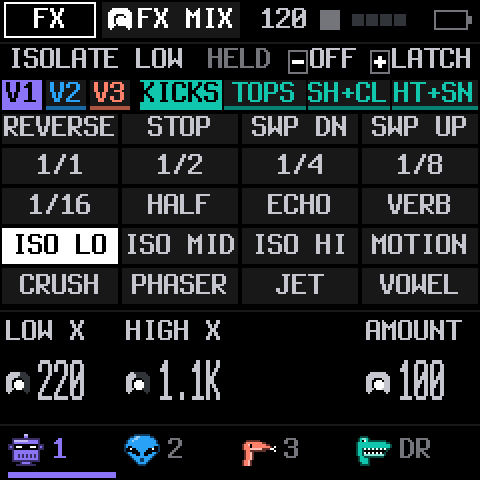 FX FX MIX 120
ISOLATE LOW HELD -OFF +LATCH
V1 V2 V3 KICKS TOPS SH+CL HT+SN
REVERSE STOP SWP DN SWP UP
1/1 1/2 1/4 1/8
1/16 HALF ECHO VERB
ISO LO ISO MID ISO HI MOTION
CRUSH PHASER JET VOWEL
LOW X HIGH X AMOUNT
220 1.1K 100
1 2 3 DR